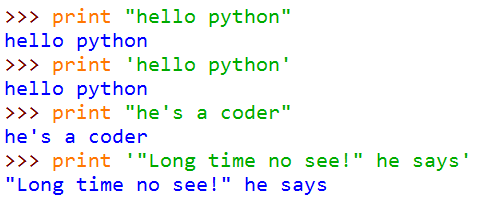 >>> print "hello python"
hello python
>>> print 'hello python'
hello python
>>> print "he's a coder"
he's a coder
>>> print '"Long time no see!" he says'
"Long time no see!" he says